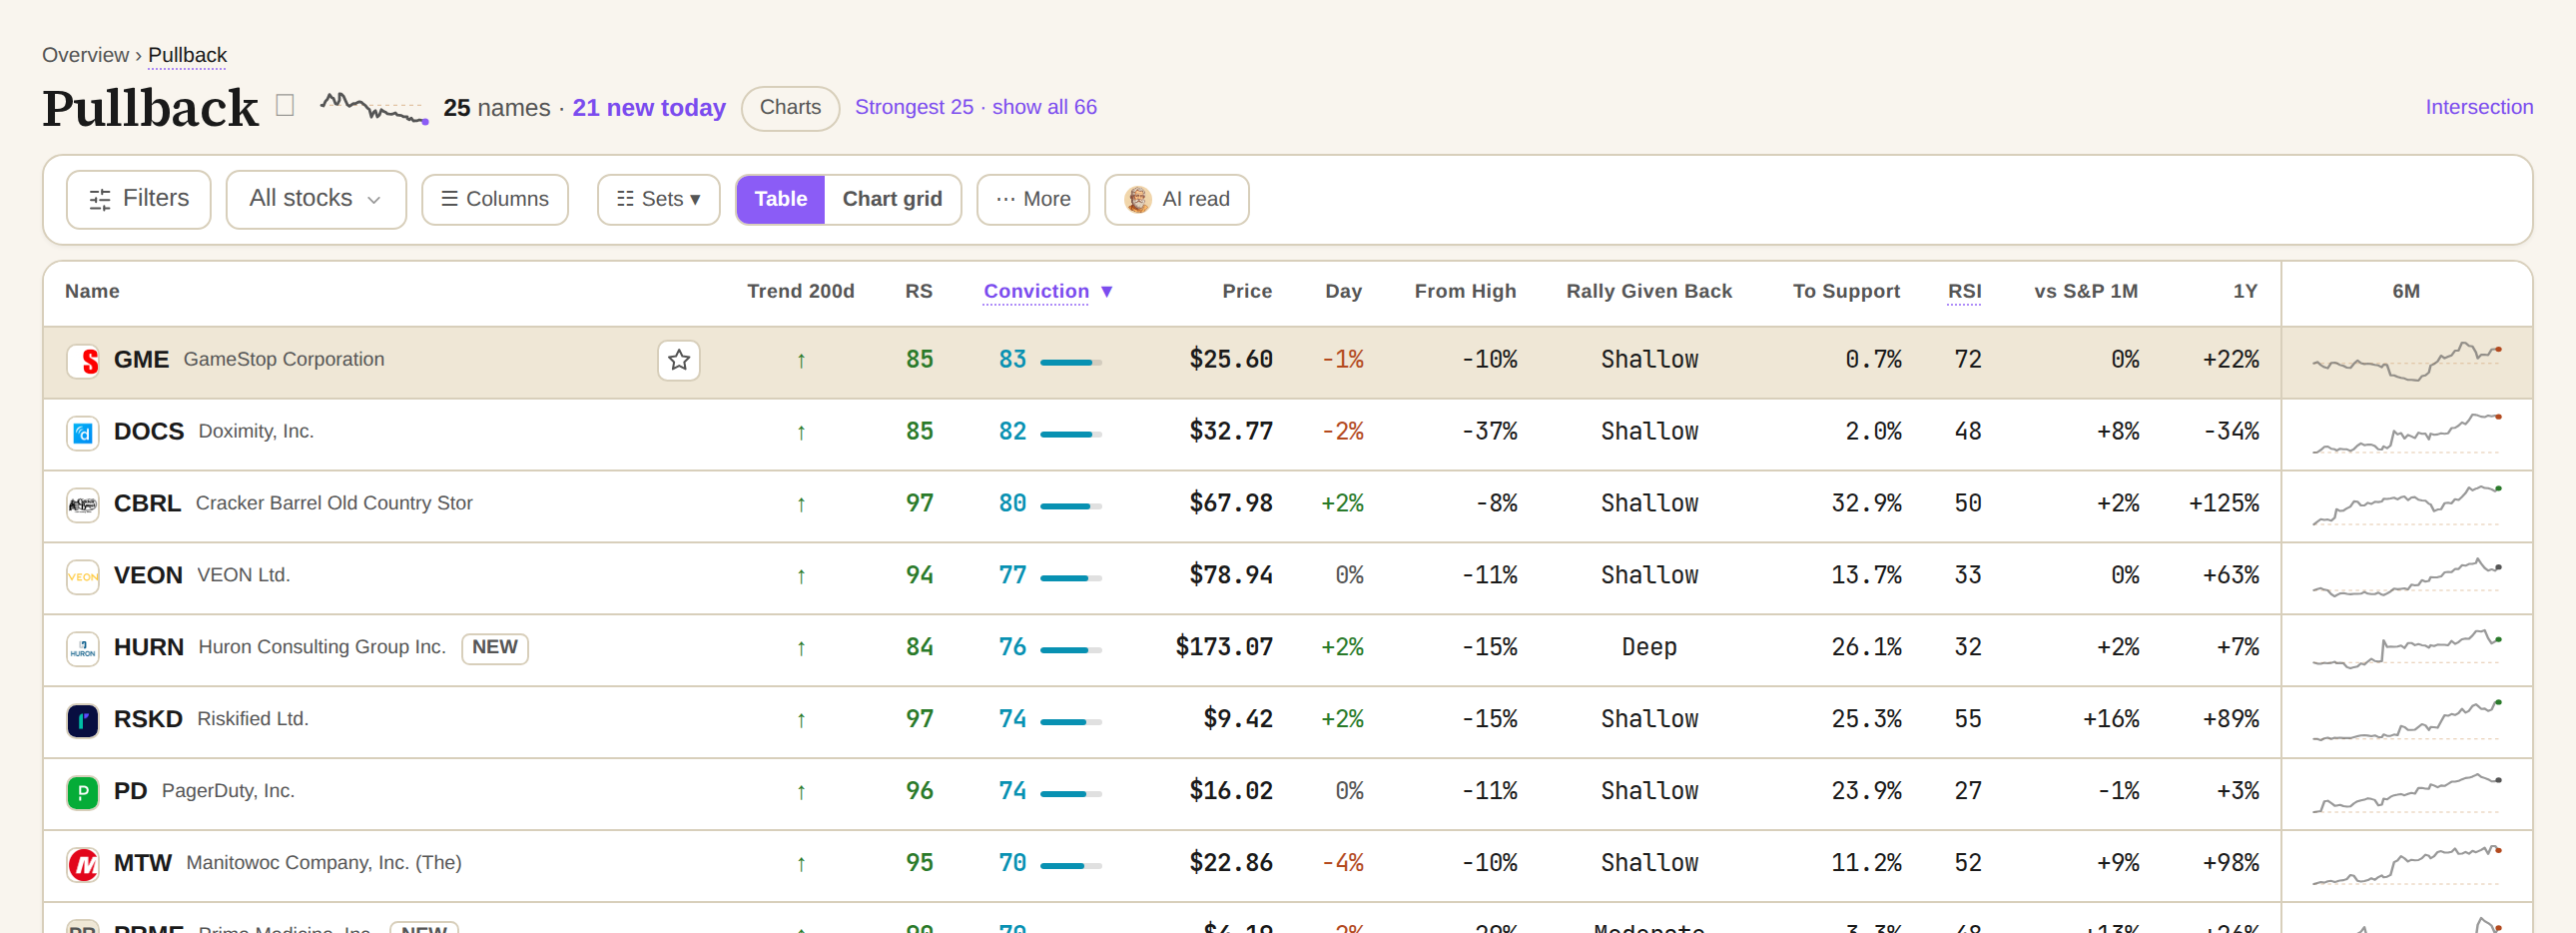 Overview › Pullback
Pullback 25 names · 21 new today Charts Strongest 25 · show all 66 Intersection
Filters All stocks Columns Sets ▾ Table Chart grid ⋯ More AI read
Name Trend 200d RS Conviction ▼ Price Day From High Rally Given Back To Support RSI vs S&P 1M 1Y 6M
GME GameStop Corporation ↑ 85 83 $25.60 -1% -10% Shallow 0.7% 72 0% +22%
DOCS Doximity, Inc. ↑ 85 82 $32.77 -2% -37% Shallow 2.0% 48 +8% -34%
CBRL Cracker Barrel Old Country Stor ↑ 97 80 $67.98 +2% -8% Shallow 32.9% 50 +2% +125%
VEON VEON VEON Ltd. ↑ 94 77 $78.94 0% -11% Shallow 13.7% 33 0% +63%
HURON HURN Huron Consulting Group Inc. NEW ↑ 84 76 $173.07 +2% -15% Deep 26.1% 32 +2% +7%
RSKD Riskified Ltd. ↑ 97 74 $9.42 +2% -15% Shallow 25.3% 55 +16% +89%
PD PagerDuty, Inc. ↑ 96 74 $16.02 0% -11% Shallow 23.9% 27 -1% +3%
MTW Manitowoc Company, Inc. (The) ↑ 95 70 $22.86 -4% -10% Shallow 11.2% 52 +9% +98%